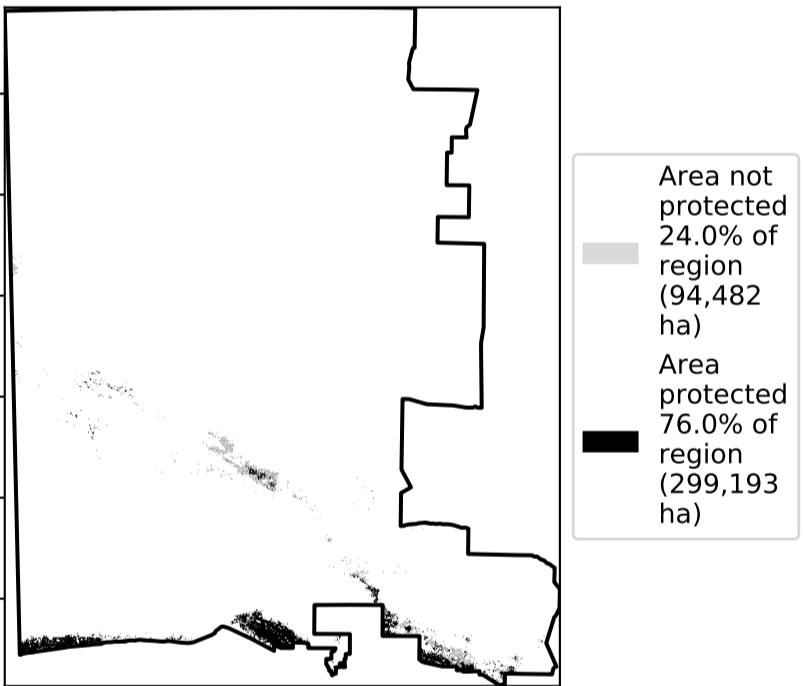 Area not
protected
24.0% of
region
(94,482
ha)
Area
protected
76.0% of
region
(299,193
ha)